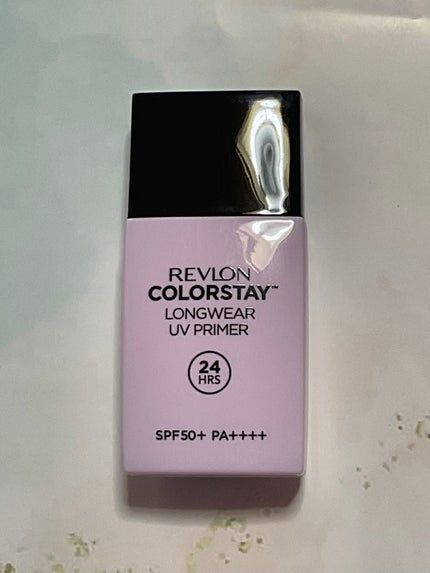 REVLON
COLORSTAY™
LONGWEAR
UV PRIMER
24
HRS
SPF50+ PA++++